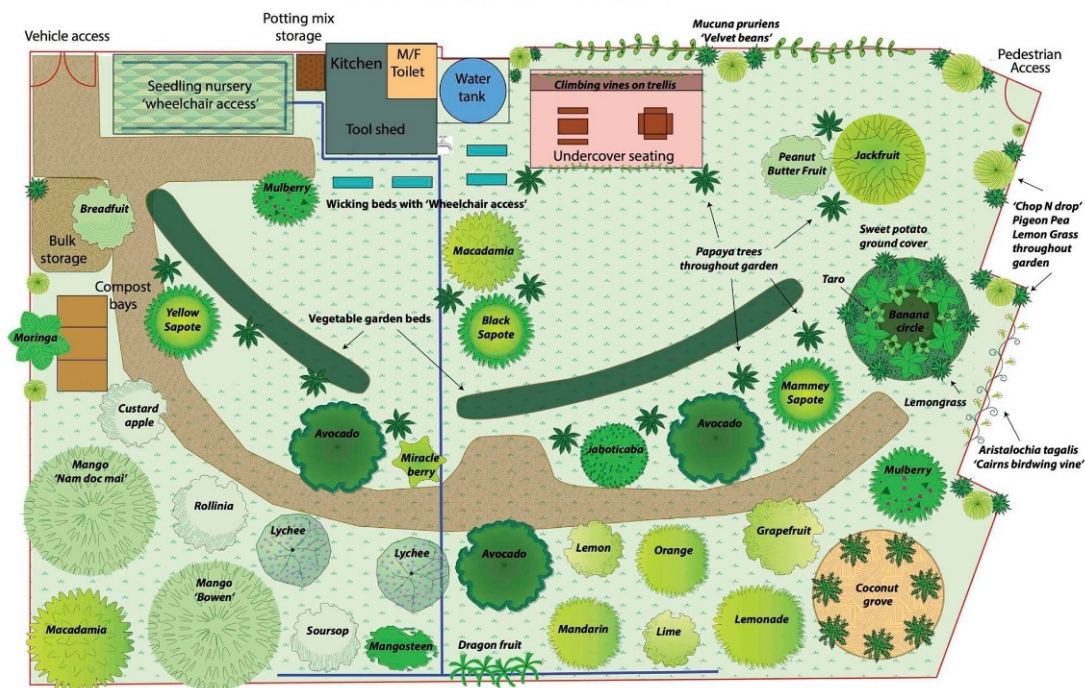 Vehicle access
Potting mix
storage
Mucuna pruriens
'Velvet beans'
Pedestrian
Access
Seedling nursery
'wheelchair access'
Kitchen
M/F
Toilet
Tool shed
Water
tank
Climbing vines on trellis
Undercover seating
Peanut
Butter Fruit
Jackfruit
Mulberry
Wicking beds with 'Wheelchair access'
'Chop N drop'
Pigeon Pea
Lemon Grass
throughout
garden
Breadfuit
Bulk
storage
Macadamia
Papaya trees
throughout garden
Sweet potato
ground cover
Taro
Banana
circle
Compost
bays
Yellow
Sapote
Vegetable garden beds
Black
Sapote
Moringa
Mammey
Sapote
Lemongrass
Custard
apple
Avocado
Miracle
berry
Jaboticaba
Avocado
Aristalochia tagalis
'Cairns birdwing vine'
Mango
'Nam doc mai'
Rollinia
Mulberry
Lychee
Lychee
Avocado
Lemon
Orange
Grapefruit
Mango
'Bowen'
Coconut
grove
Macadamia
Soursop
Mangosteen
Dragon fruit
Mandarin
Lime
Lemonade